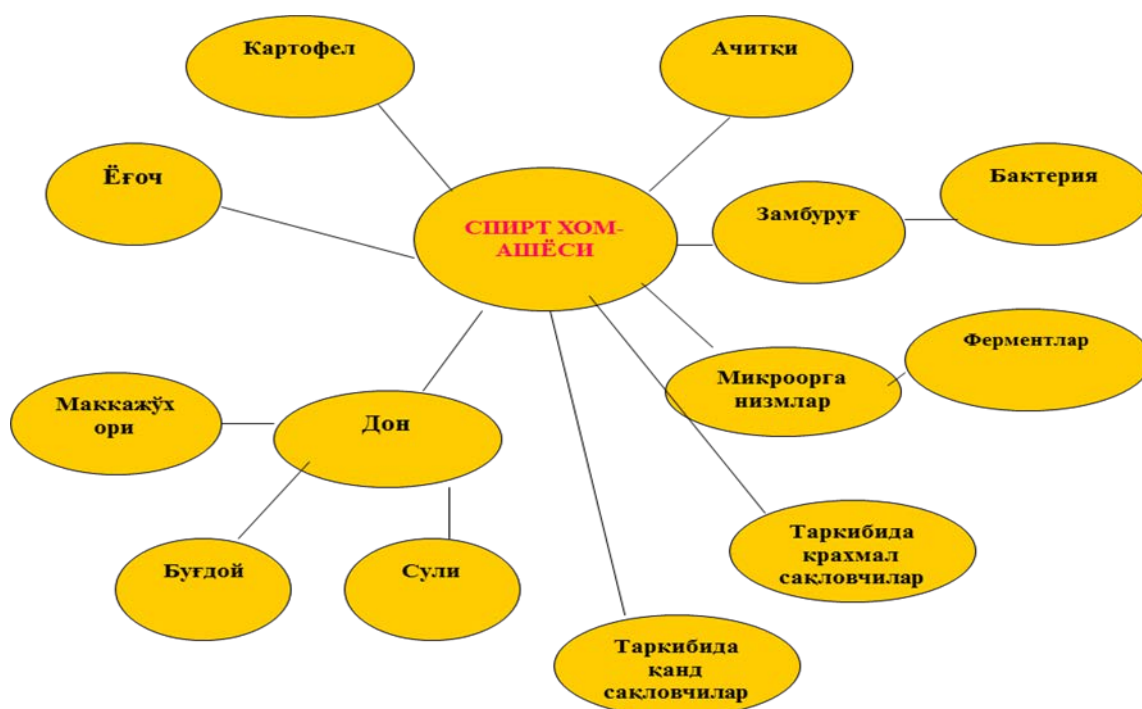 Картофел
Ачитқи
Ёғоч
Бактерия
Замбуруғ
СПИРТ ХОМ-
АШЁСИ
Ферментлар
Микроорга
низмлар
Маккажўх
ори
Дон
Таркибида
крахмал
сақловчилар
Буғдой
Сули
Таркибида
қанд
сақловчилар